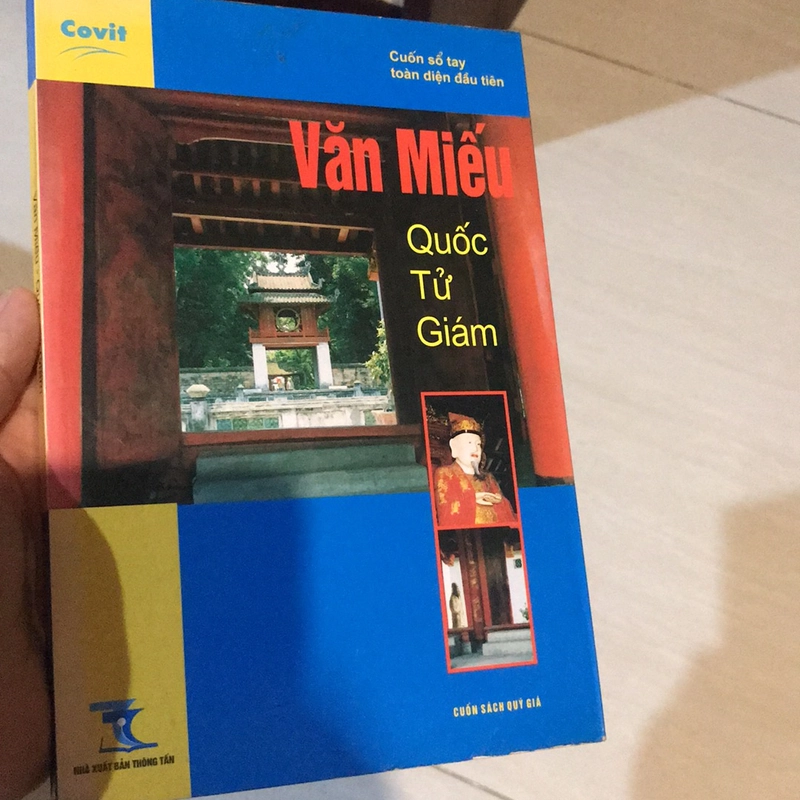 Covit
Cuốn sổ tay
toàn diện đầu tiên
Văn Miếu
Quốc
Tử
Giám
CUỐN SÁCH QUÝ GIÁ
NHÀ XUẤT BẢN THÔNG TẤN